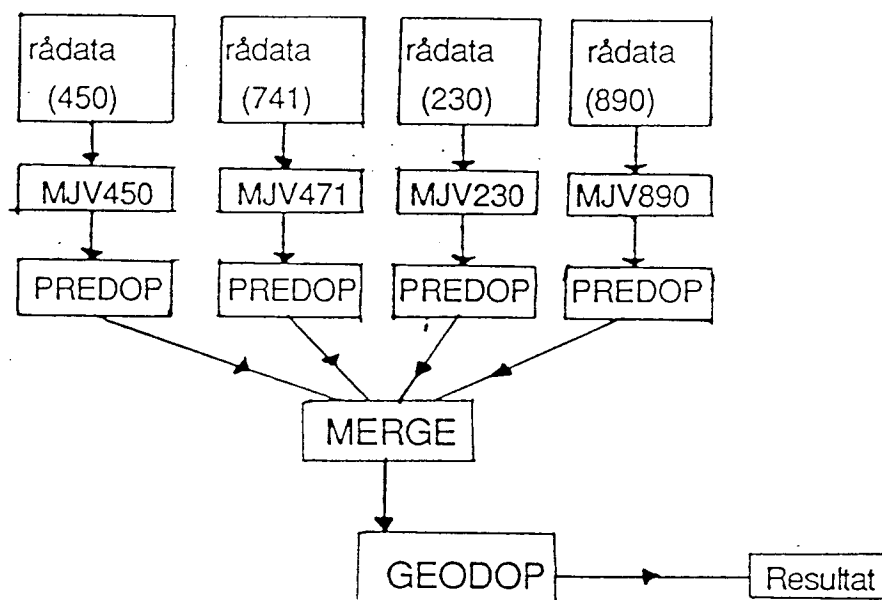 rådata
(450)
rådata
(741)
rådata
(230)
rådata
(890)
MJV450
MJV471
MJV230
MJV890
PREDOP
PREDOP
PREDOP
PREDOP
MERGE
GEODOP
Resultat